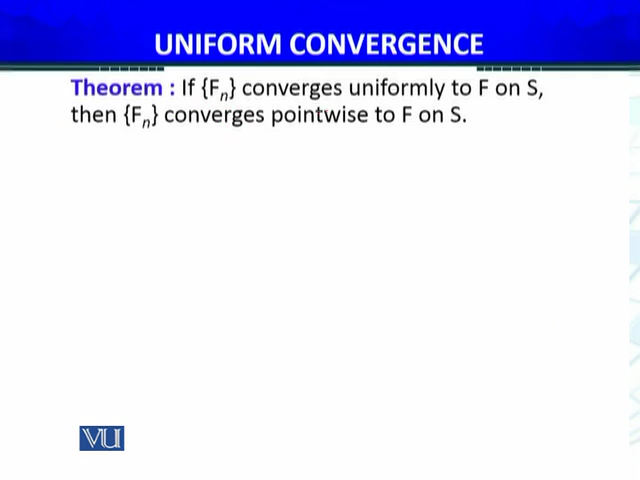 UNIFORM CONVERGENCE
Theorem : If {Fn} converges uniformly to F on S,
then {Fn} converges pointwise to F on S.
VU